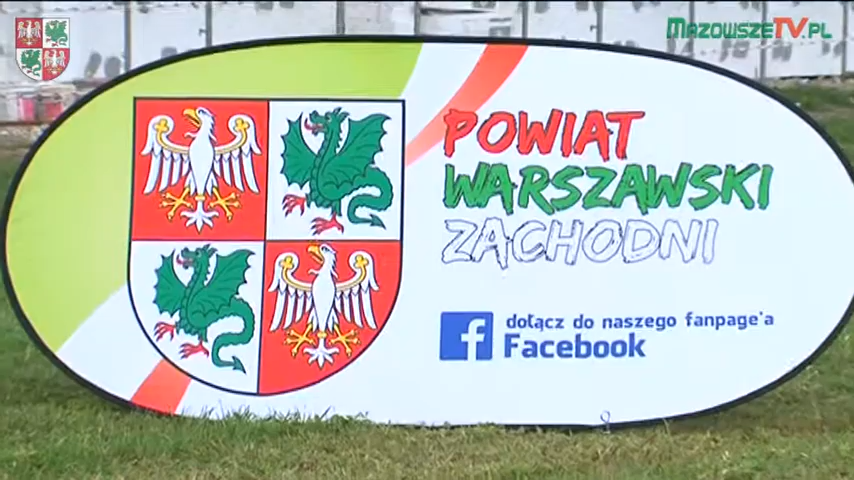 MAZOWSZETV.PL
POWIAT
WARSZAWSKI
ZACHODNI
dołącz do naszego fanpage'a
f Facebook